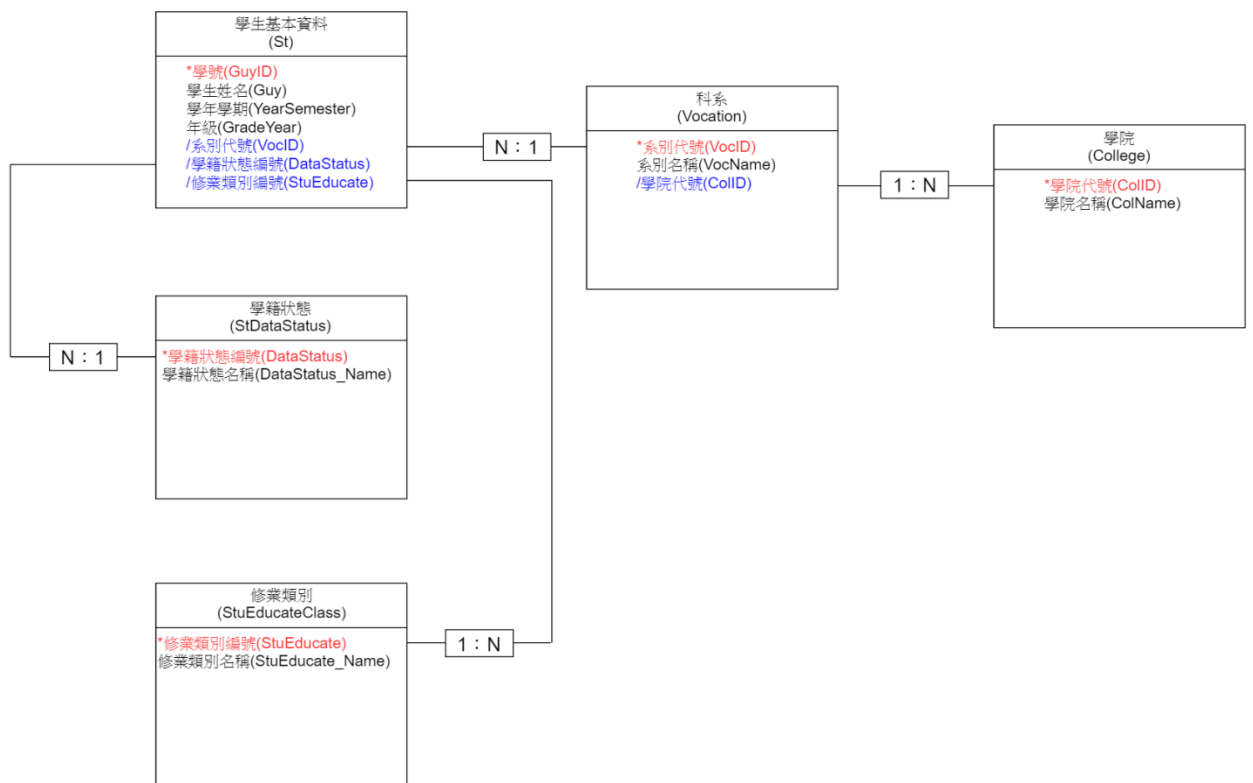 學生基本資料
(St)
*學號(GuyID)
學生姓名(Guy)
學年學期(YearSemester)
年級(GradeYear)
/系別代號(VocID)
/學籍狀態編號(DataStatus)
/修業類別編號(StuEducate)
N：1
科系
(Vocation)
*系別代號(VocID)
系別名稱(VocName)
/學院代號(ColID)
1：N
學院
(College)
*學院代號(ColID)
學院名稱(ColName)
N：1
學籍狀態
(StDataStatus)
*學籍狀態編號(DataStatus)
學籍狀態名稱(DataStatus_Name)
修業類別
(StuEducateClass)
*修業類別編號(StuEducate)
修業類別名稱(StuEducate_Name)
1：N